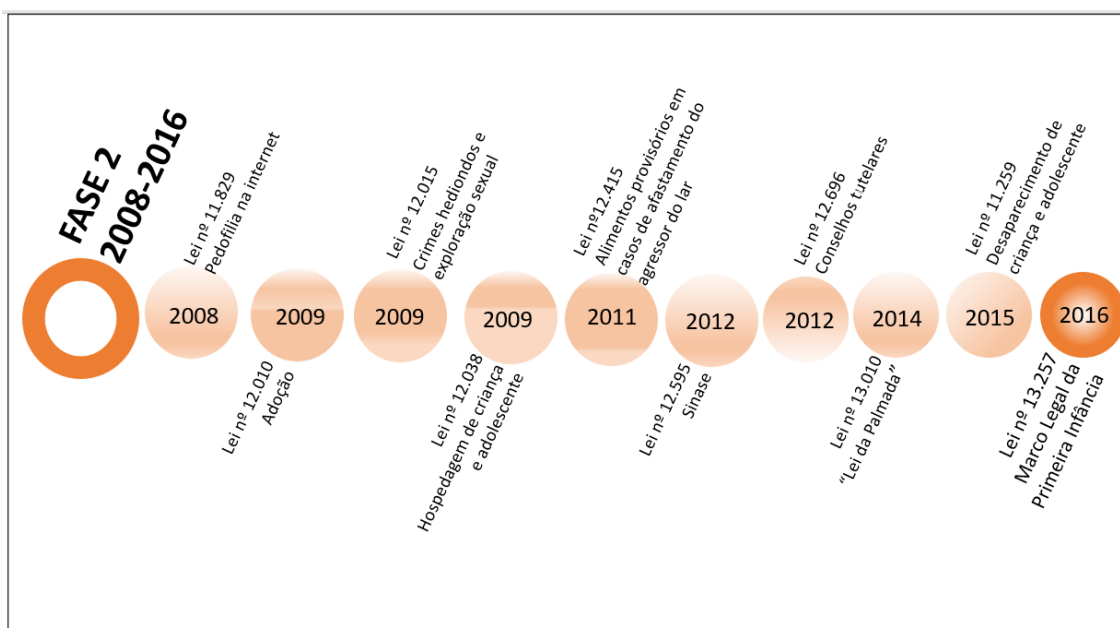 FASE 2
2008-2016
Lei nº 11.829
Pedofilia na internet
2008
2009
Lei nº 12.010
Adoção
Lei nº 12.015
Crimes hediondos e
exploração sexual
2009
2009
Lei nº 12.038
Hospedagem de criança
e adolescente
Lei nº12.415
Alimentos provisórios em
casos de afastamento do
agressor do lar
2011
2012
Lei nº 12.595
Sinase
Lei nº 12.696
Conselhos tutelares
2012
2014
Lei nº 13.010
“Lei da Palmada”
Lei nº 11.259
Desaparecimento de
criança e adolescente
2015
2016
Lei nº 13.257
Marco Legal da
Primeira Infância